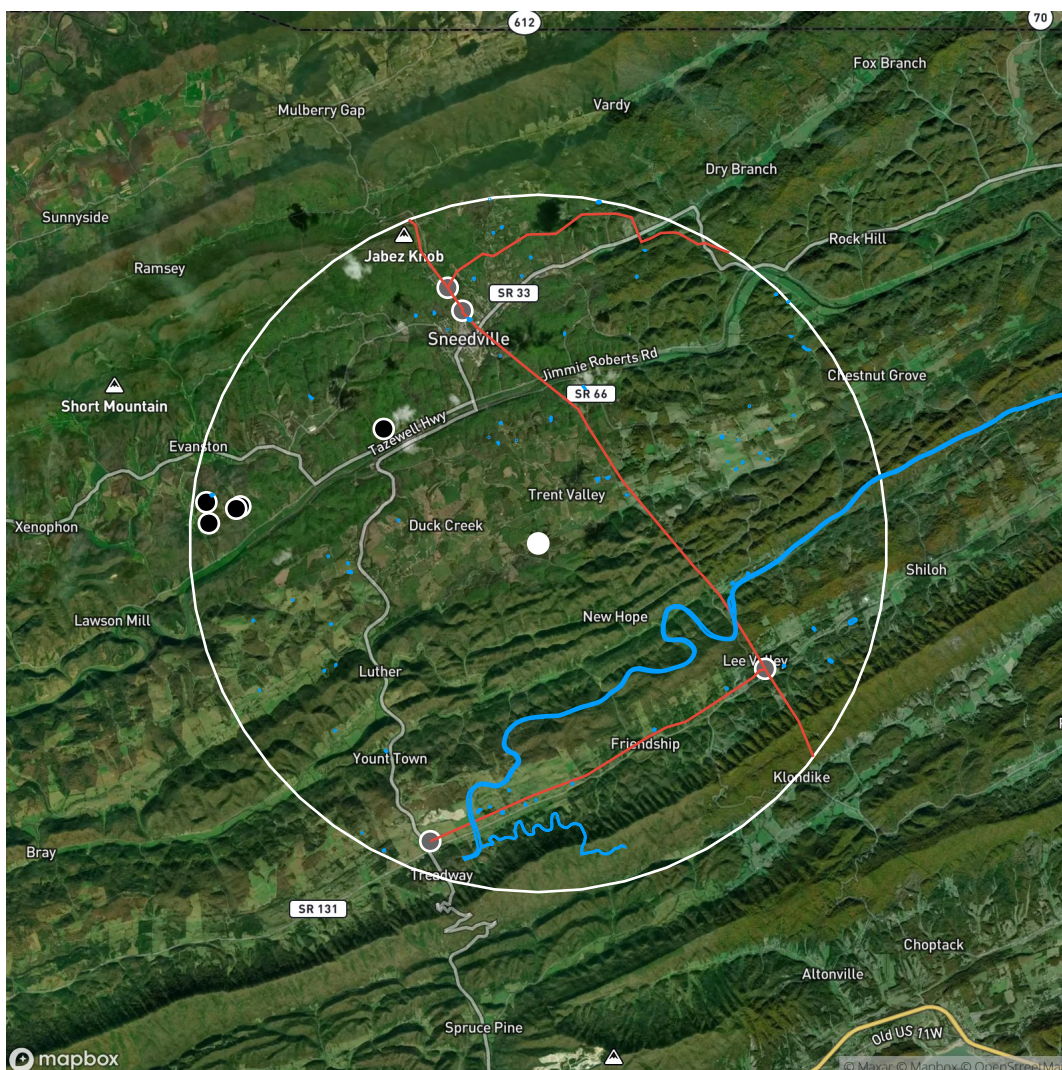 612
70
Fox Branch
Mulberry Gap
Vardy
Dry Branch
Sunnyside
Rock Hill
Jabez Knob
Ramsey
SR 33
Sneedville
Jimmie Roberts Rd
Chestnut Grove
SR 66
Short Mountain
Tazewell Hwy
Evanston
Trent Valley
Xenophon
Duck Creek
Shiloh
Lawson Mill
New Hope
Lee Valley
Luther
Friendship
Yount Town
Klondike
Bray
Treadway
SR 131
Choptack
Altonville
Spruce Pine
Old US 11W
mapbox
© Maxar © Mapbox © OpenStreetMap